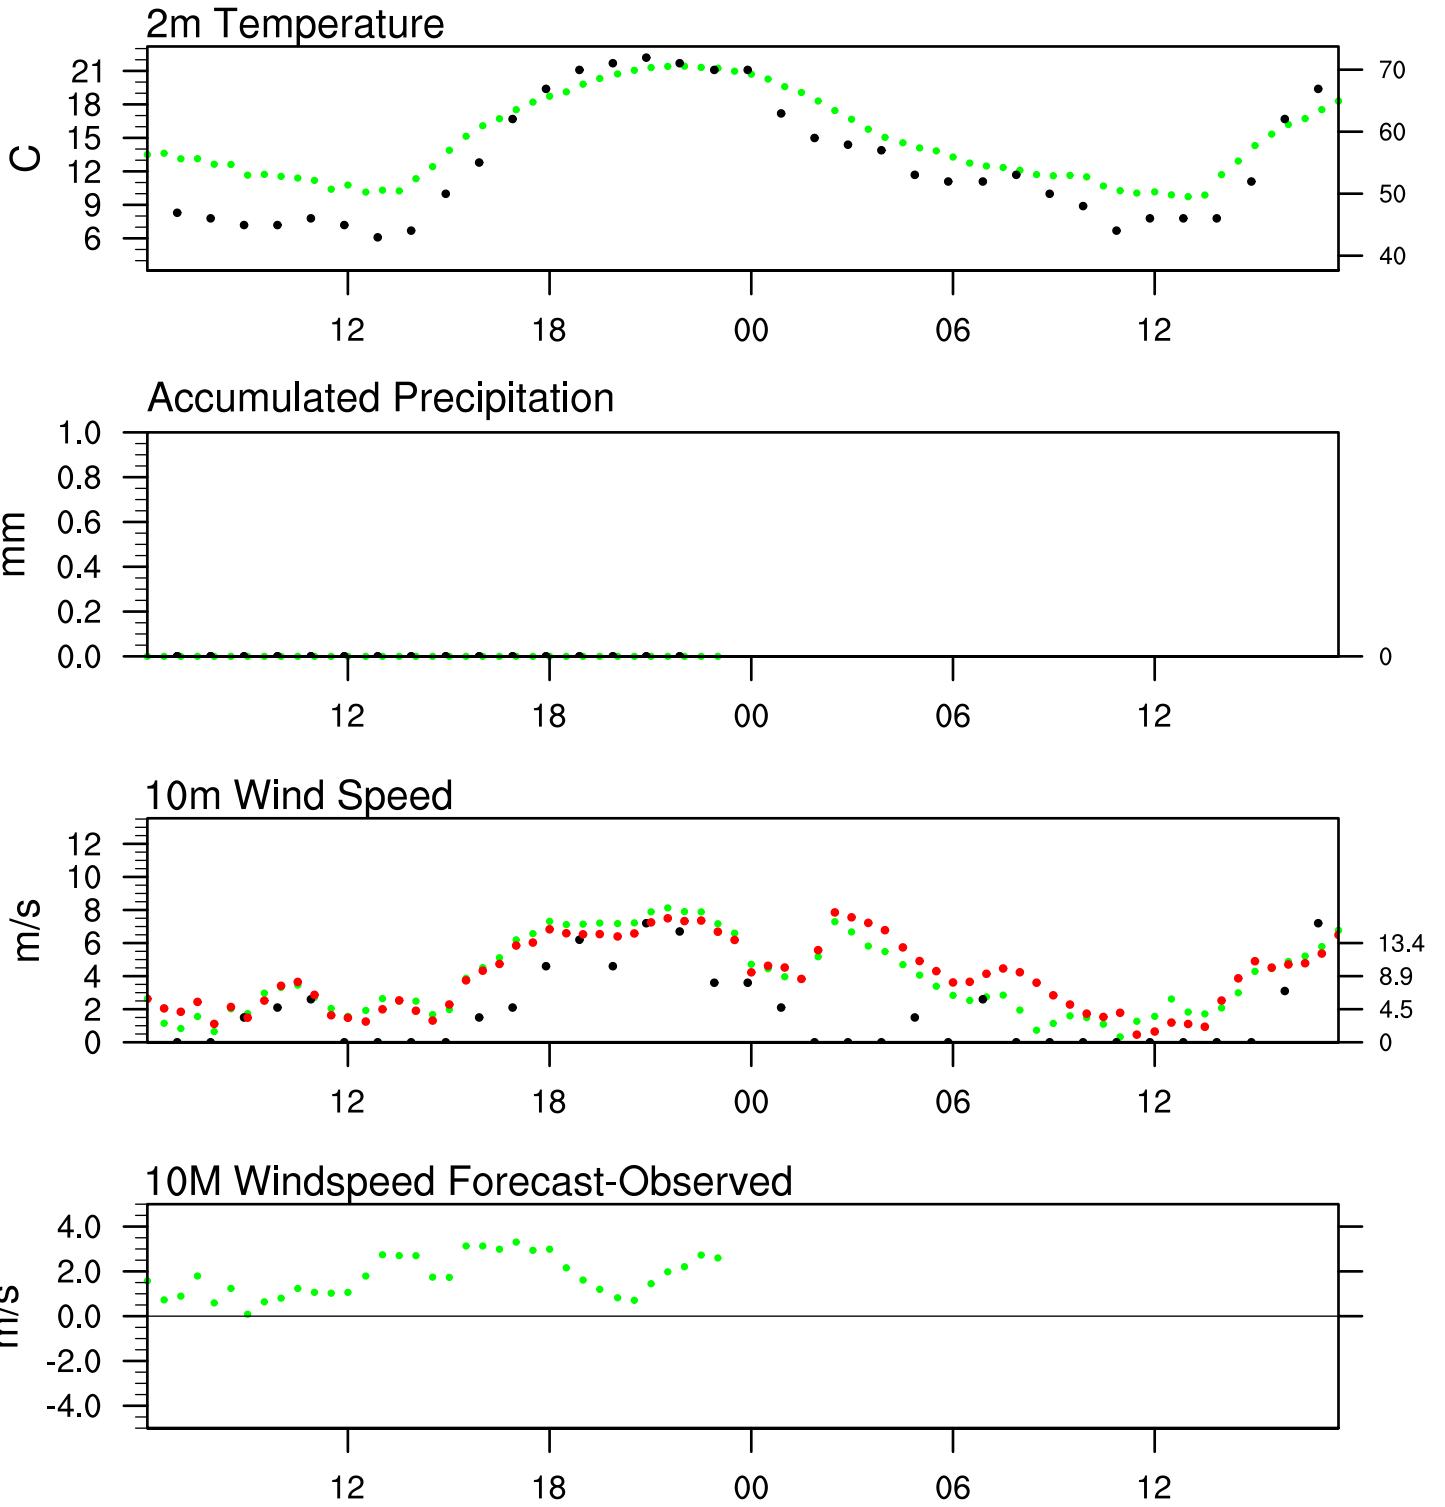 2m Temperature
21
18
15
12
9
6
C
70
60
50
40
12 18 00 06 12
Accumulated Precipitation
1.0
0.8
0.6
0.4
0.2
0.0
mm
0
12 18 00 06 12
10m Wind Speed
12
10
8
6
4
2
0
m/s
13.4
8.9
4.5
0
12 18 00 06 12
10M Windspeed Forecast-Observed
4.0
2.0
0.0
-2.0
-4.0
m/s
12 18 00 06 12